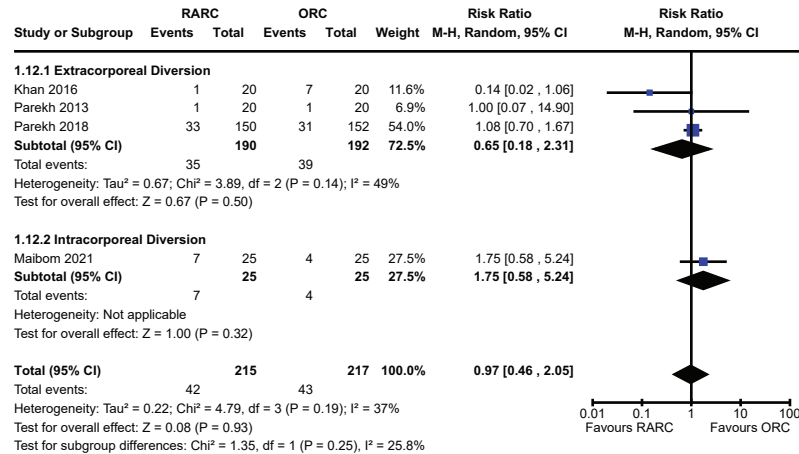 RARC ORC Risk Ratio Risk Ratio
Study or Subgroup Events Total Events Total Weight M-H, Random, 95% CI M-H, Random, 95% CI
1.12.1 Extracorporeal Diversion
Khan 2016 1 20 7 20 11.6% 0.14 [0.02 , 1.06]
Parekh 2013 1 20 1 20 6.9% 1.00 [0.07 , 14.90]
Parekh 2018 33 150 31 152 54.0% 1.08 [0.70 , 1.67]
Subtotal (95% CI) 190 192 72.5% 0.65 [0.18 , 2.31]
Total events: 35 39
Heterogeneity: Tau² = 0.67; Chi² = 3.89, df = 2 (P = 0.14); I² = 49%
Test for overall effect: Z = 0.67 (P = 0.50)
1.12.2 Intracorporeal Diversion
Maibom 2021 7 25 4 25 27.5% 1.75 [0.58 , 5.24]
Subtotal (95% CI) 25 25 27.5% 1.75 [0.58 , 5.24]
Total events: 7 4
Heterogeneity: Not applicable
Test for overall effect: Z = 1.00 (P = 0.32)
Total (95% CI) 215 217 100.0% 0.97 [0.46 , 2.05]
Total events: 42 43
Heterogeneity: Tau² = 0.22; Chi² = 4.79, df = 3 (P = 0.19); I² = 37%
Test for overall effect: Z = 0.08 (P = 0.93)
Test for subgroup differences: Chi² = 1.35, df = 1 (P = 0.25), I² = 25.8%
0.01 0.1 1 10 100
Favours RARC Favours ORC